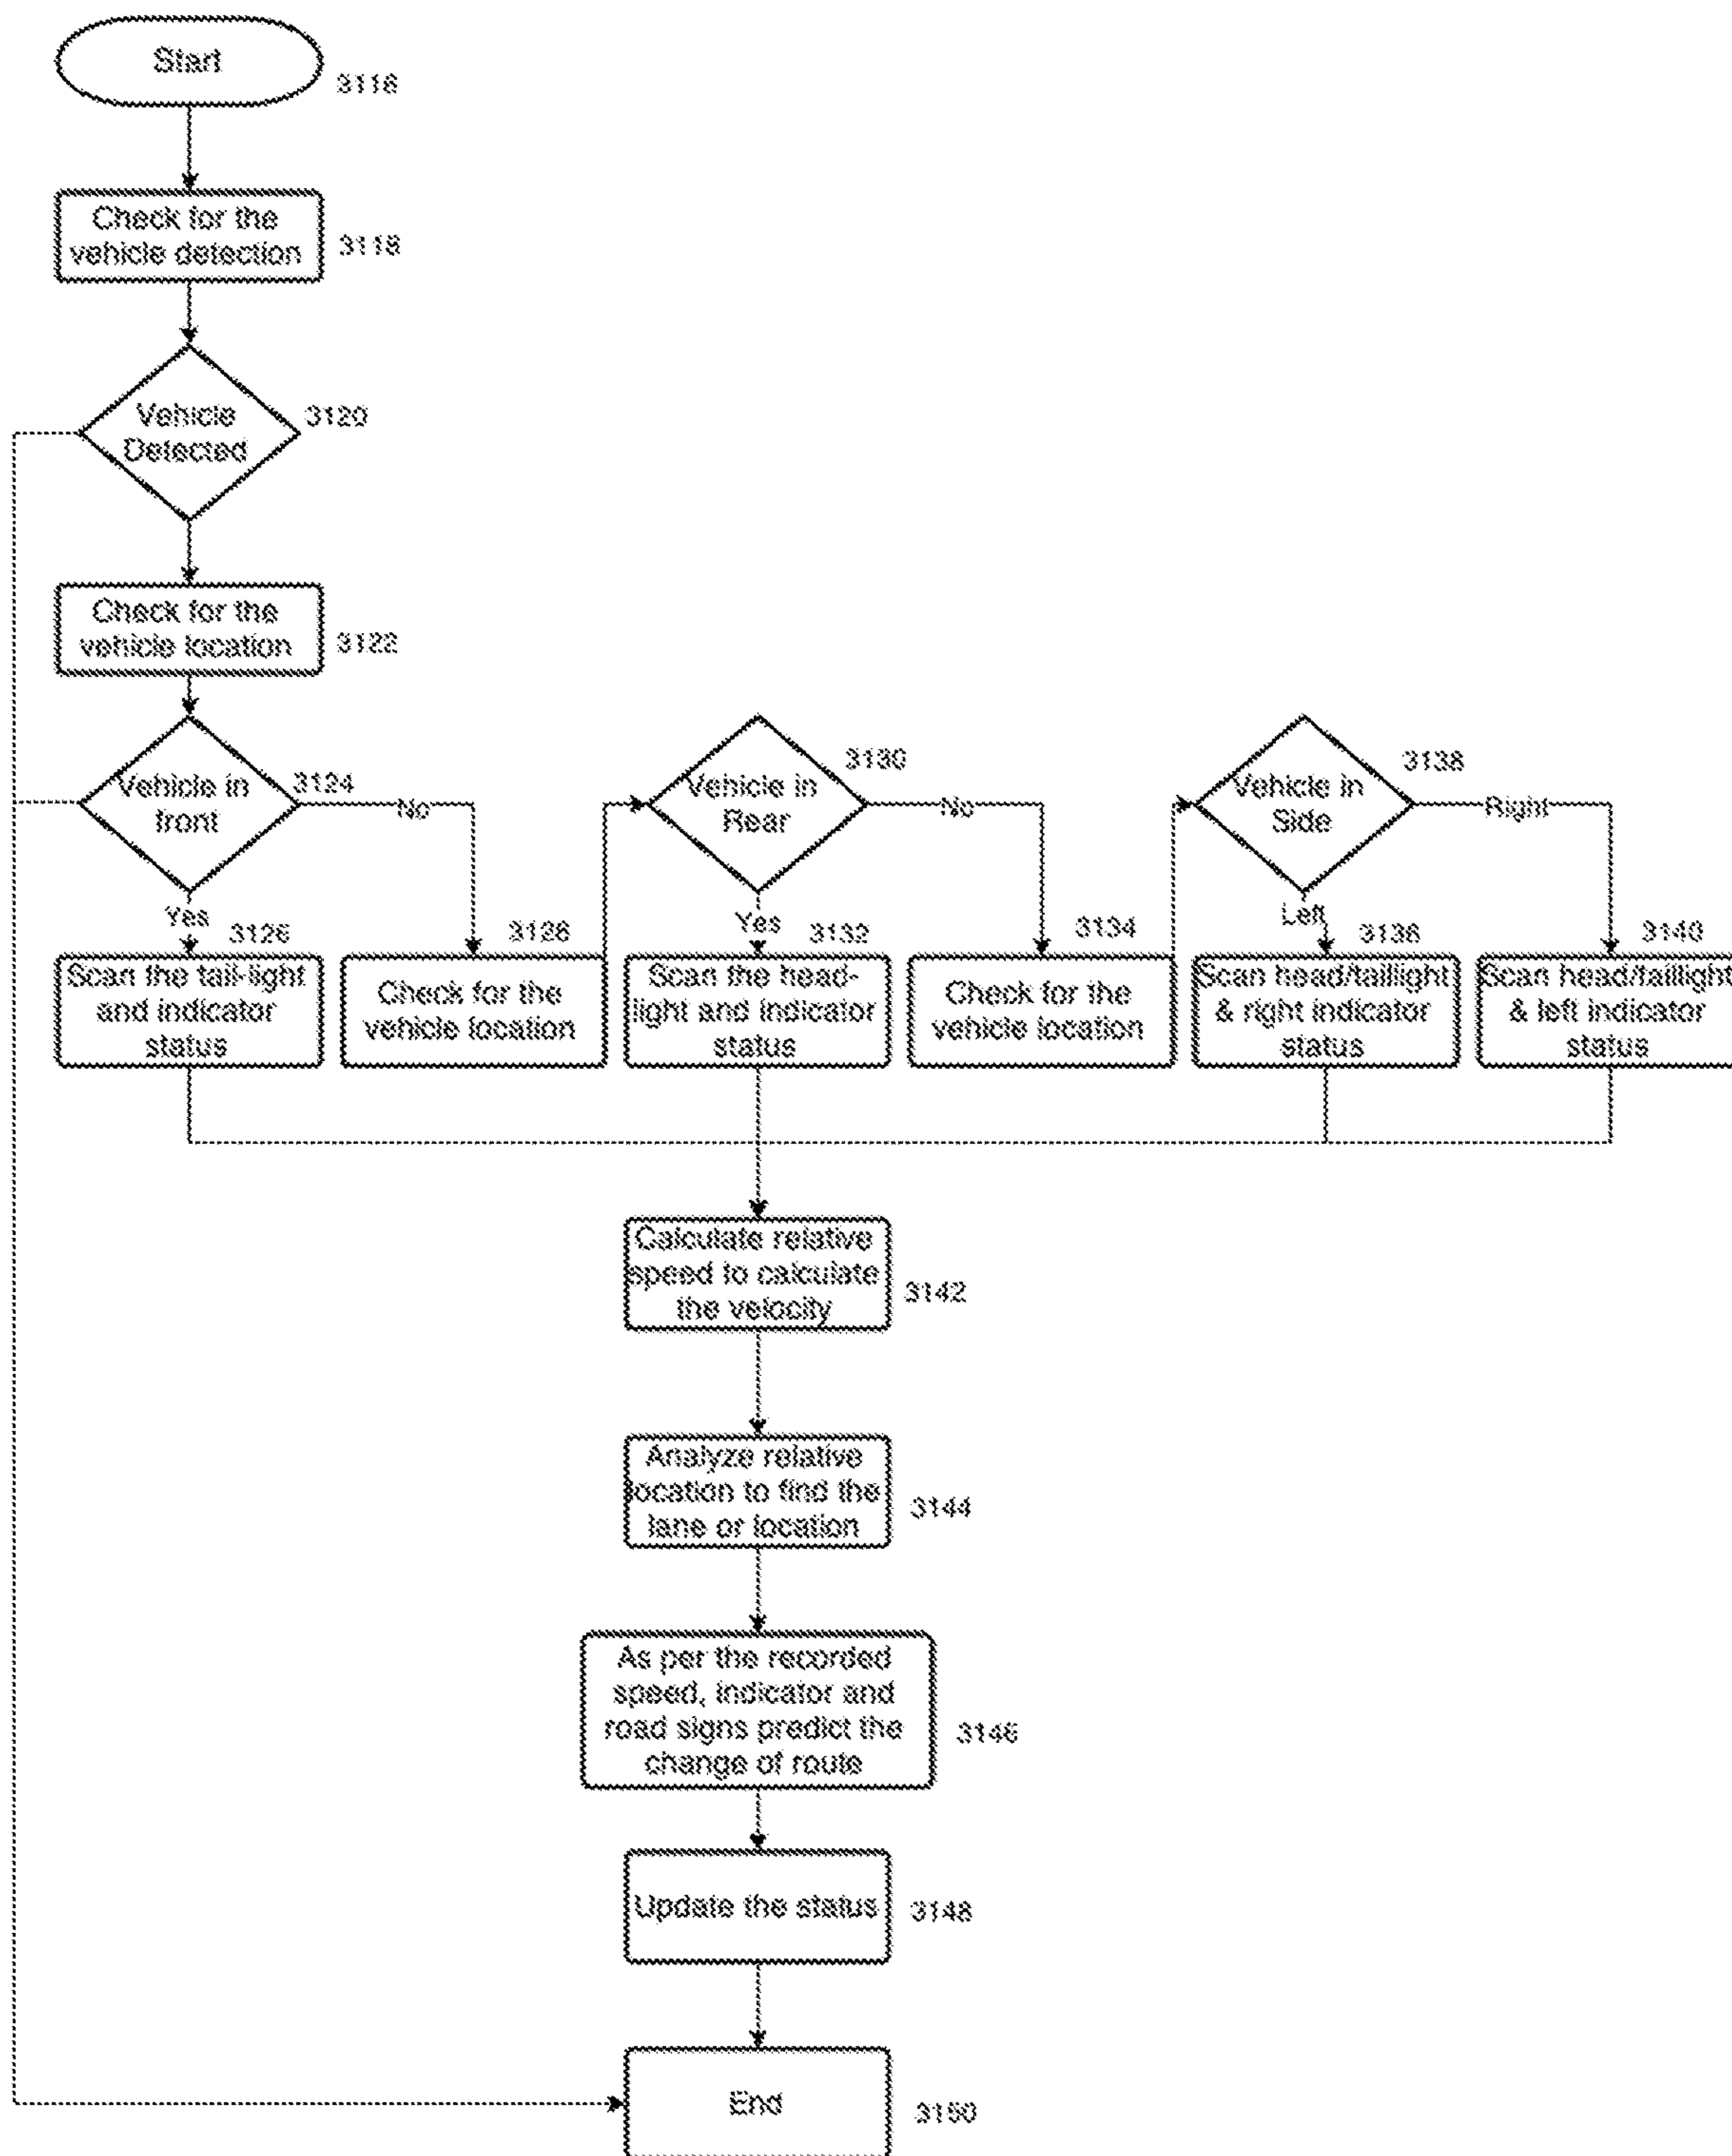 Start
3116
Check for the
vehicle detection
3118
Vehicle
Detected
3120
Check for the
vehicle location
3122
Vehicle in
front
3124
No
Yes
3126
Scan the tail-light
and indicator
status
3128
Check for the
vehicle location
Vehicle in
Rear
3130
No
Yes
3132
Scan the head-
light and indicator
status
3134
Check for the
vehicle location
Vehicle in
Side
3138
Right
Left
3136
Scan head/taillight
& right indicator
status
3140
Scan head/taillight
& left indicator
status
Calculate relative
speed to calculate
the velocity
3142
Analyze relative
location to find the
lane or location
3144
As per the recorded
speed, indicator and
road signs predict the
change of route
3146
Update the status
3148
End
3150